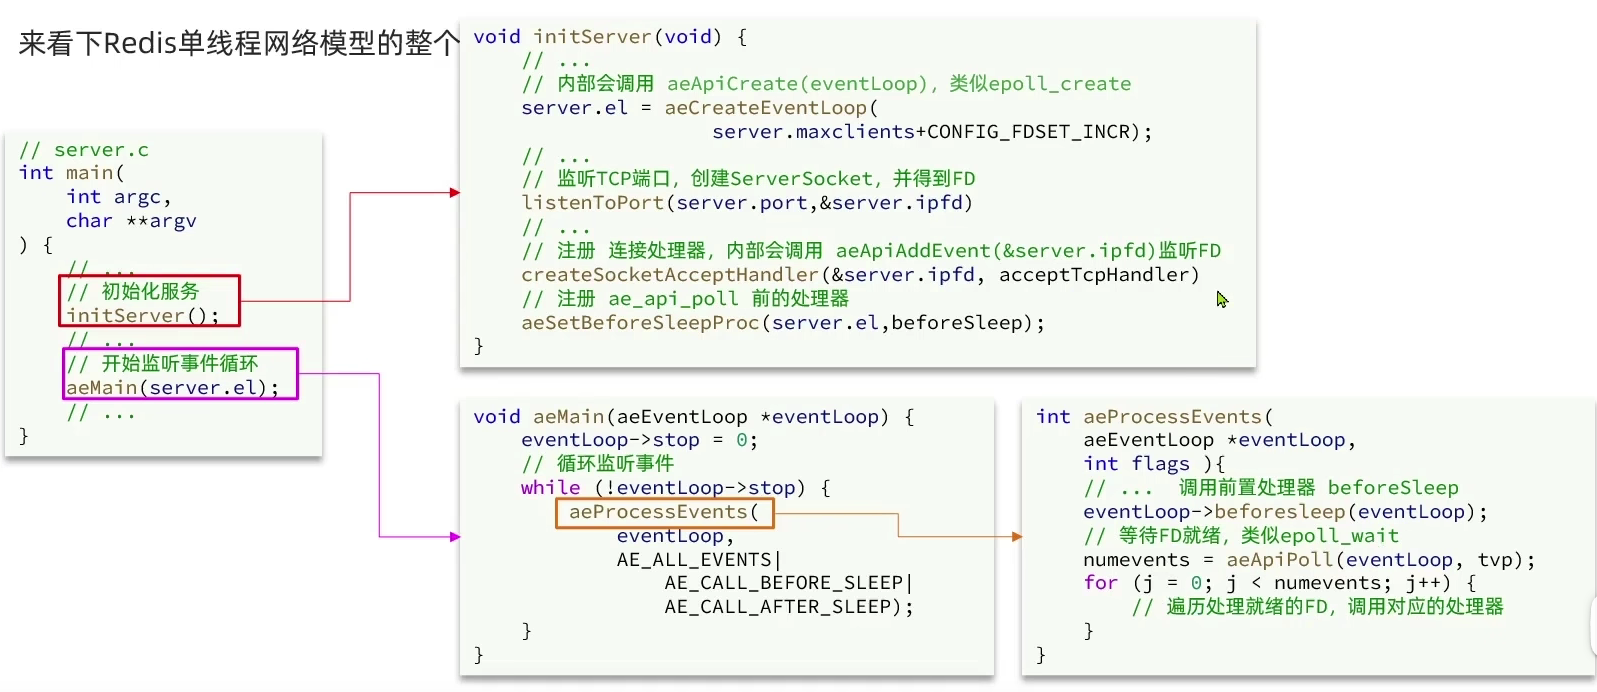 来看下Redis单线程网络模型的整个
// server.c
int main(
int argc,
char **argv
) {
// ...
// 初始化服务
initServer();
// ...
// 开始监听事件循环
aeMain(server.el);
// ...
}
void initServer(void) {
// ...
// 内部会调用 aeApiCreate(eventLoop)，类似epoll_create
server.el = aeCreateEventLoop(
server.maxclients+CONFIG_FDSET_INCR);
// ...
// 监听TCP端口，创建ServerSocket，并得到FD
listenToPort(server.port,&server.ipfd)
// ...
// 注册 连接处理器，内部会调用 aeApiAddEvent(&server.ipfd)监听FD
createSocketAcceptHandler(&server.ipfd, acceptTcpHandler)
// 注册 ae_api_poll 前的处理器
aeSetBeforeSleepProc(server.el,beforeSleep);
}
void aeMain(aeEventLoop *eventLoop) {
eventLoop->stop = 0;
// 循环监听事件
while (!eventLoop->stop) {
aeProcessEvents(
eventLoop,
AE_ALL_EVENTS|
AE_CALL_BEFORE_SLEEP|
AE_CALL_AFTER_SLEEP);
}
}
int aeProcessEvents(
aeEventLoop *eventLoop,
int flags ){
// ... 调用前置处理器 beforeSleep
eventLoop->beforesleep(eventLoop);
// 等待FD就绪，类似epoll_wait
numevents = aeApiPoll(eventLoop, tvp);
for (j = 0; j < numevents; j++) {
// 遍历处理就绪的FD，调用对应的处理器
}
}